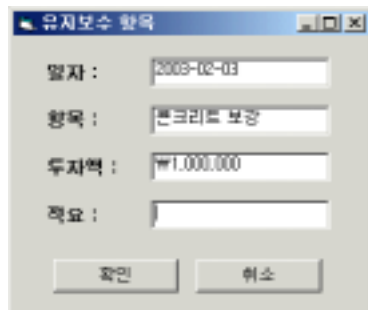 유지보수 항목
일자 : 2003-02-03
항목 : 콘크리트 보강
투자액 : ₩1,000,000
적요 :
확인 취소